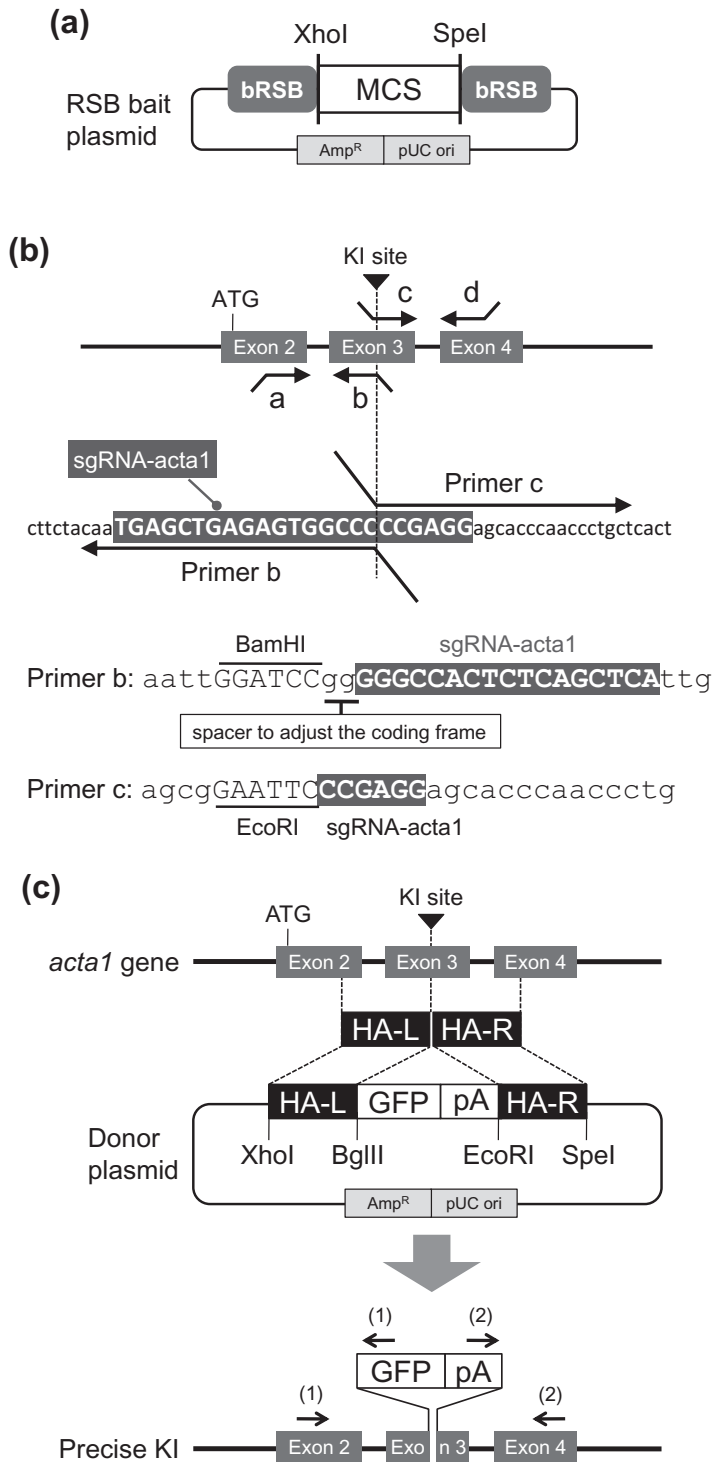 (a)
XhoI SpeI
bRSB MCS bRSB
RSB bait
plasmid
Amp^R pUC ori
(b)
KI site
c d
ATG
Exon 2 Exon 3 Exon 4
a b
sgRNA-acta1
Primer c
cttctacaaTGAGCTGAGAGTGGCCCCCGAGGagcacccaaccctgctcact
Primer b
BamHI sgRNA-acta1
Primer b: aattGGATCCggGGGCCACTCTCAGCTCAttg
spacer to adjust the coding frame
Primer c: agcgGAATTCCCGAGGagcacccaaccctg
EcoRI sgRNA-acta1
(c)
KI site
ATG
acta1 gene Exon 2 Exon 3 Exon 4
HA-L HA-R
HA-L GFP pA HA-R
Donor
plasmid
XhoI BglII EcoRI SpeI
Amp^R pUC ori
(1) (2)
GFP pA
(1) (2)
Precise KI Exon 2 Exo n 3 Exon 4